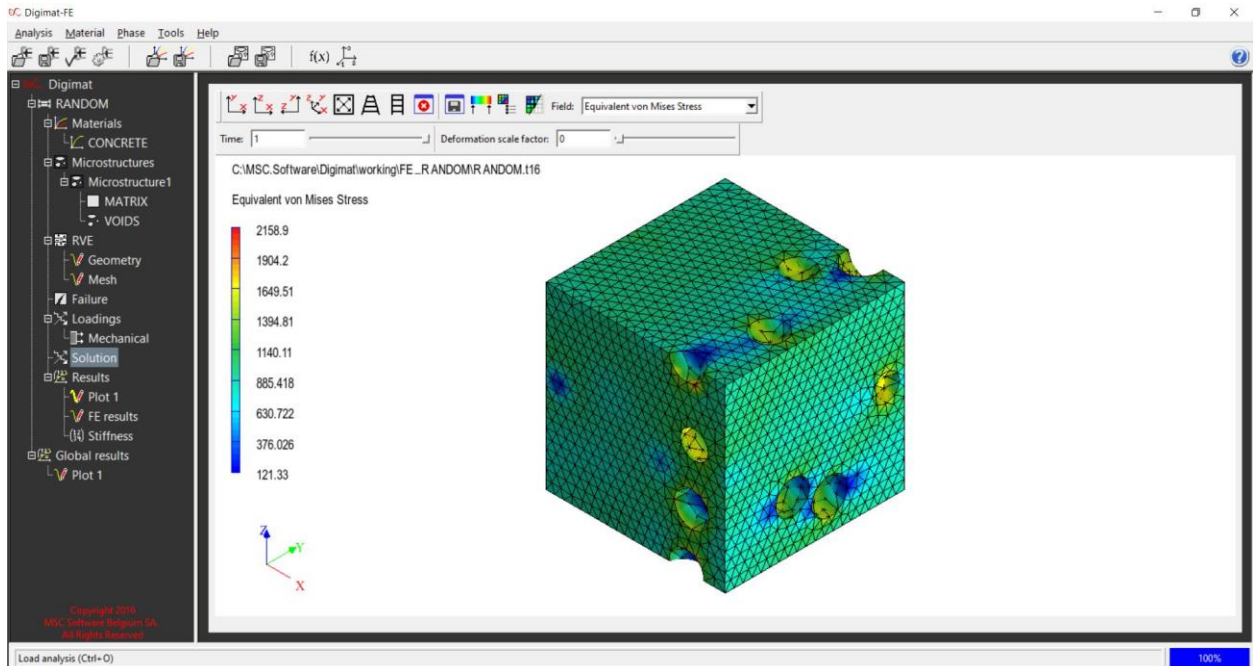 Digimat-FE
Analysis Material Phase Tools Help
f(x)
Digimat
RANDOM
Materials
CONCRETE
Microstructures
Microstructure1
MATRIX
VOIDS
RVE
Geometry
Mesh
Failure
Loadings
Mechanical
Solution
Results
Plot 1
FE results
Stiffness
Global results
Plot 1
Copyright 2016
MSC Software Belgium SA.
All Rights Reserved
Field: Equivalent von Mises Stress
Time: 1 Deformation scale factor: 0
C:\MSC.Software\Digimat\working\FE_RANDOM\RANDOM.t16
Equivalent von Mises Stress
2158.9
1904.2
1649.51
1394.81
1140.11
885.418
630.722
376.026
121.33
Z
Y
X
Load analysis (Ctrl+O) 100%